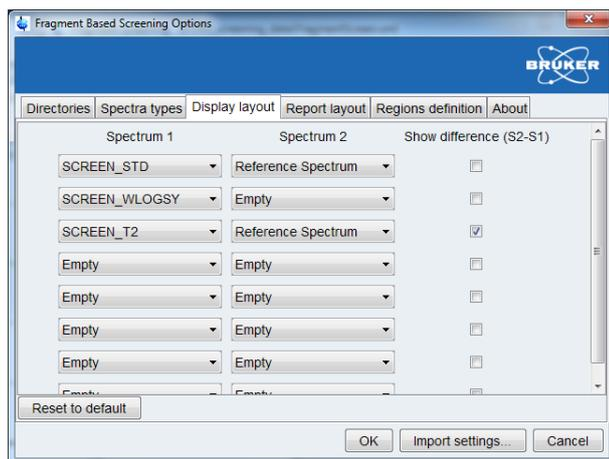 Fragment Based Screening Options
BRUKER
Directories Spectra types Display layout Report layout Regions definition About
Spectrum 1 Spectrum 2 Show difference (S2-S1)
SCREEN_STD Reference Spectrum
SCREEN_WLOGSY Empty
SCREEN_T2 Reference Spectrum
Empty Empty
Empty Empty
Empty Empty
Empty Empty
Empty Empty
Reset to default
OK Import settings... Cancel